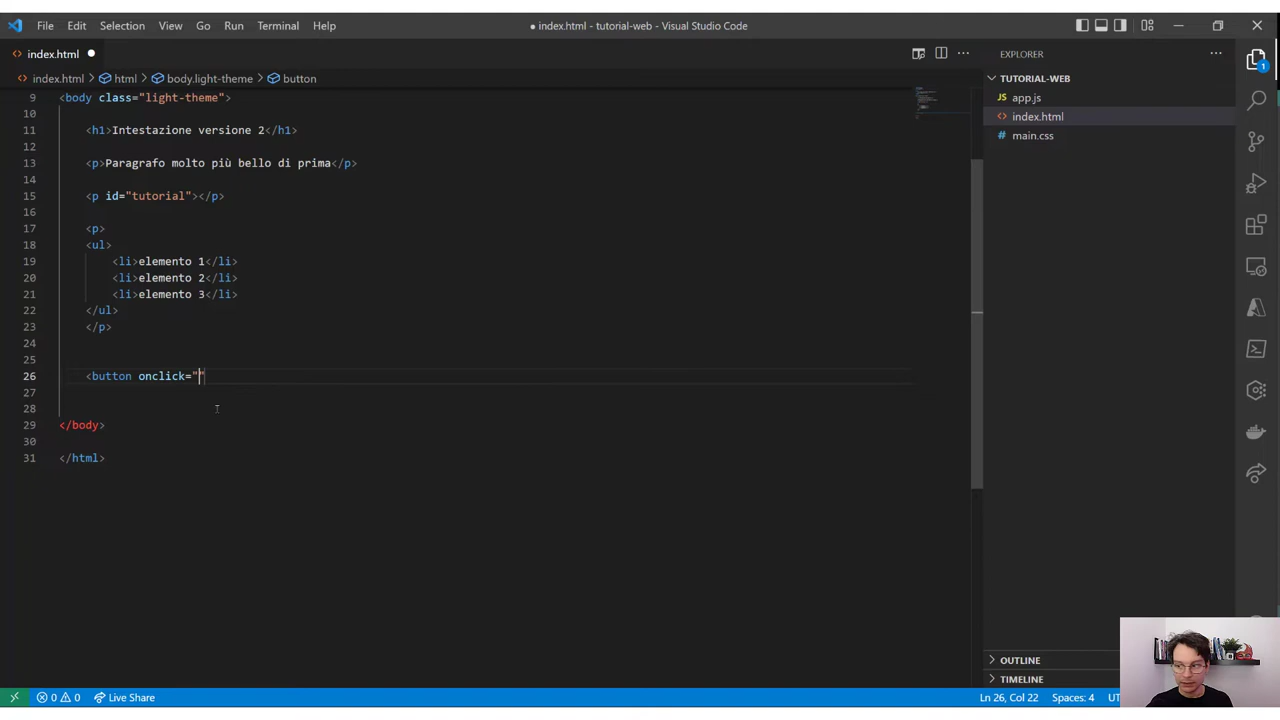 File Edit Selection View Go Run Terminal Help
● index.html - tutorial-web - Visual Studio Code
index.html
index.html > html > body.light-theme > button
9 <body class="light-theme">
10
11 <h1>Intestazione versione 2</h1>
12
13 <p>Paragrafo molto più bello di prima</p>
14
15 <p id="tutorial"></p>
16
17 <p>
18 <ul>
19 <li>elemento 1</li>
20 <li>elemento 2</li>
21 <li>elemento 3</li>
22 </ul>
23 </p>
24
25
26 <button onclick=""
27
28
29 </body>
30
31 </html>
EXPLORER
TUTORIAL-WEB
JS app.js
index.html
# main.css
OUTLINE
TIMELINE
1
0 0 Live Share
Ln 26, Col 22 Spaces: 4